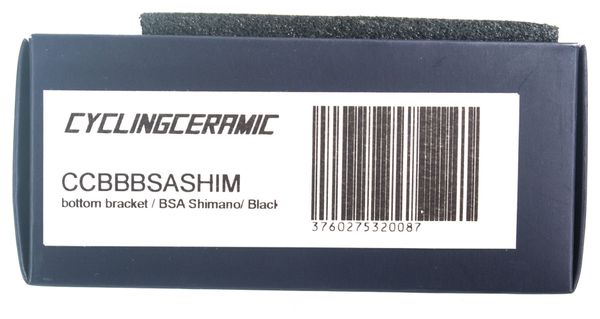 CYCLINGCERAMIC
CCBBBSASHIM
bottom bracket / BSA Shimano/ Black
3760275320087